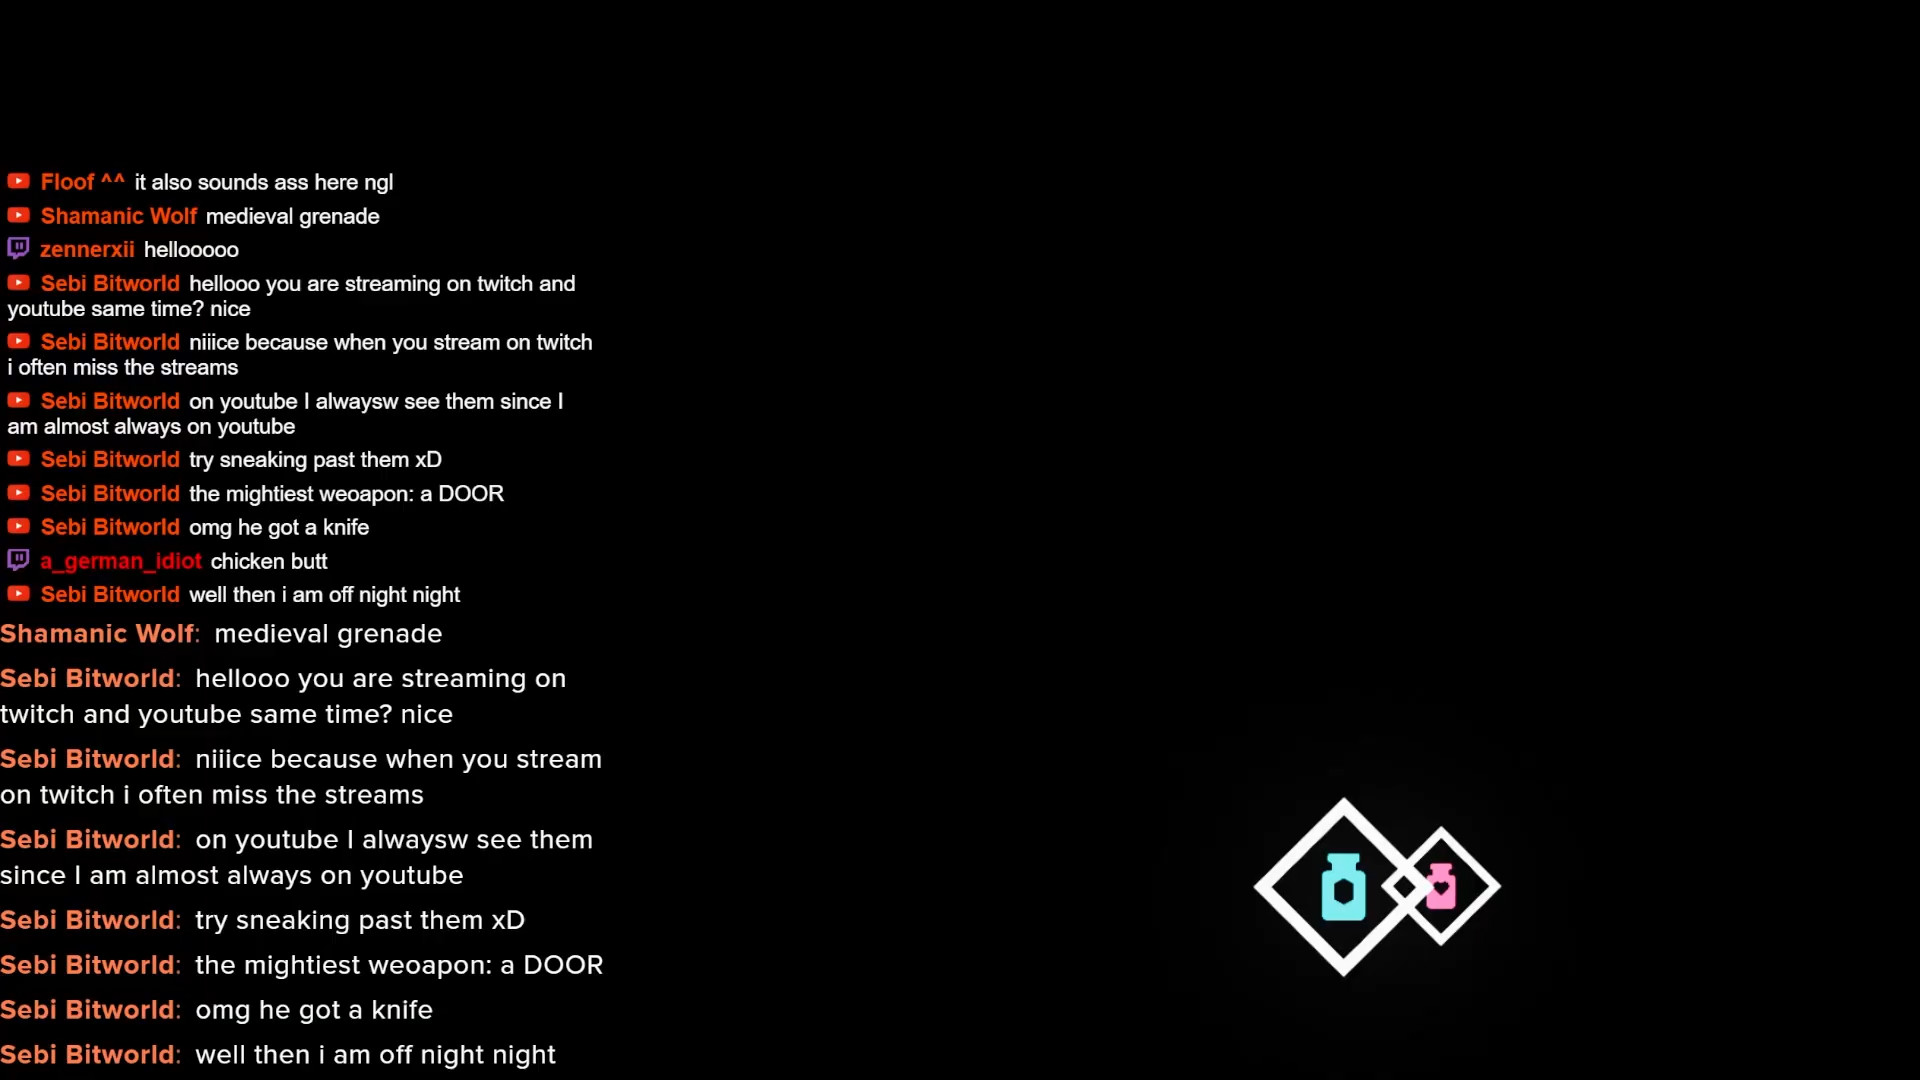 Floof ^^ it also sounds ass here ngl
Shamanic Wolf medieval grenade
zennerxii hellooooo
Sebi Bitworld hellooo you are streaming on twitch and
youtube same time? nice
Sebi Bitworld niiice because when you stream on twitch
i often miss the streams
Sebi Bitworld on youtube I alwaysw see them since I
am almost always on youtube
Sebi Bitworld try sneaking past them xD
Sebi Bitworld the mightiest weoapon: a DOOR
Sebi Bitworld omg he got a knife
a_german_idiot chicken butt
Sebi Bitworld well then i am off night night
Shamanic Wolf: medieval grenade
Sebi Bitworld: hellooo you are streaming on
twitch and youtube same time? nice
Sebi Bitworld: niiice because when you stream
on twitch i often miss the streams
Sebi Bitworld: on youtube I alwaysw see them
since I am almost always on youtube
Sebi Bitworld: try sneaking past them xD
Sebi Bitworld: the mightiest weoapon: a DOOR
Sebi Bitworld: omg he got a knife
Sebi Bitworld: well then i am off night night